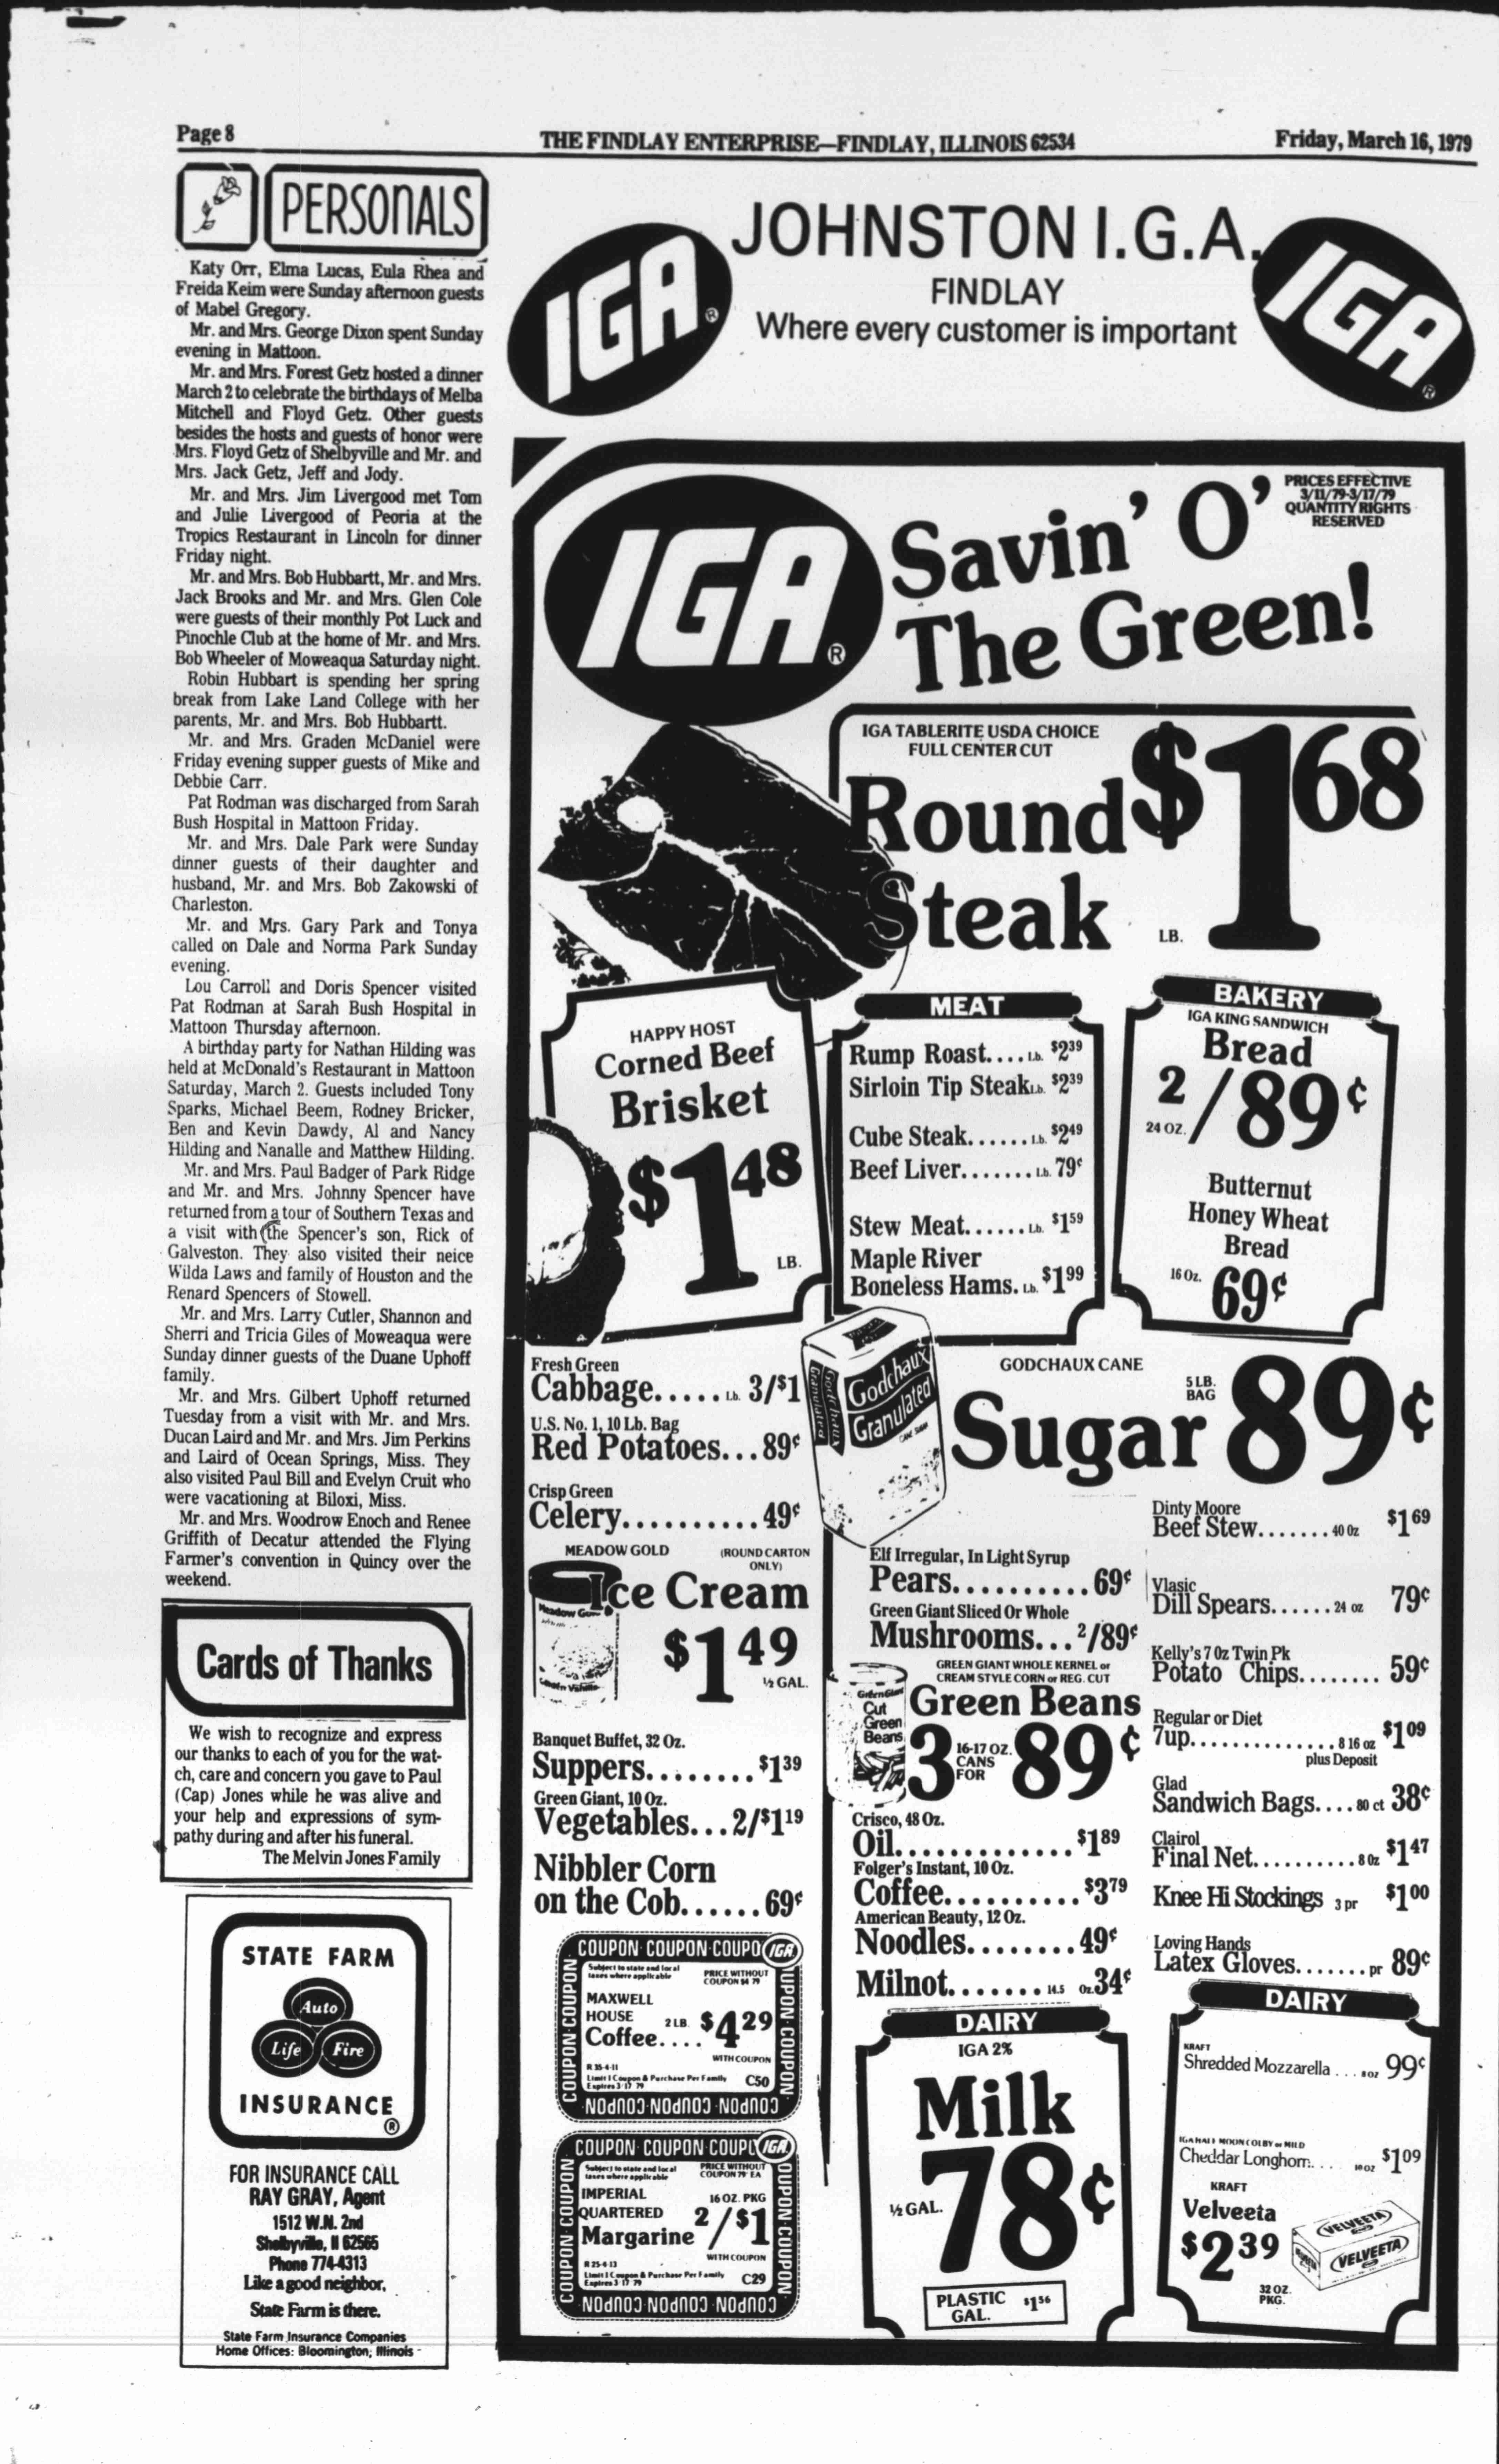 Page 8
THE FINDLAY ENTERPRISE—FINDLAY, ILLINOIS 62534
Friday, March 16, 1979
PERSONALS
Katy Orr, Elma Lucas, Eula Rhea and
Freida Keim were Sunday afternoon guests
of Mabel Gregory.
Mr. and Mrs. George Dixon spent Sunday
evening in Mattoon.
Mr. and Mrs. Forest Getz hosted a dinner
March 2 to celebrate the birthdays of Melba
Mitchell and Floyd Getz. Other guests
besides the hosts and guests of honor were
Mrs. Floyd Getz of Shelbyville and Mr. and
Mrs. Jack Getz, Jeff and Jody.
Mr. and Mrs. Jim Livergood met Tom
and Julie Livergood of Peoria at the
Tropics Restaurant in Lincoln for dinner
Friday night.
Mr. and Mrs. Bob Hubbartt, Mr. and Mrs.
Jack Brooks and Mr. and Mrs. Glen Cole
were guests of their monthly Pot Luck and
Pinochle Club at the home of Mr. and Mrs.
Bob Wheeler of Moweaqua Saturday night.
Robin Hubbart is spending her spring
break from Lake Land College with her
parents, Mr. and Mrs. Bob Hubbartt.
Mr. and Mrs. Graden McDaniel were
Friday evening supper guests of Mike and
Debbie Carr.
Pat Rodman was discharged from Sarah
Bush Hospital in Mattoon Friday.
Mr. and Mrs. Dale Park were Sunday
dinner guests of their daughter and
husband, Mr. and Mrs. Bob Zakowski of
Charleston.
Mr. and Mrs. Gary Park and Tonya
called on Dale and Norma Park Sunday
evening.
Lou Carroll and Doris Spencer visited
Pat Rodman at Sarah Bush Hospital in
Mattoon Thursday afternoon.
A birthday party for Nathan Hilding was
held at McDonald's Restaurant in Mattoon
Saturday, March 2. Guests included Tony
Sparks, Michael Beem, Rodney Bricker,
Ben and Kevin Dawdy, Al and Nancy
Hilding and Nanalle and Matthew Hilding.
Mr. and Mrs. Paul Badger of Park Ridge
and Mr. and Mrs. Johnny Spencer have
returned from a tour of Southern Texas and
a visit with the Spencer's son, Rick of
Galveston. They also visited their neice
Wilda Laws and family of Houston and the
Renard Spencers of Stowell.
Mr. and Mrs. Larry Cutler, Shannon and
Sherri and Tricia Giles of Moweaqua were
Sunday dinner guests of the Duane Uphoff
family.
Mr. and Mrs. Gilbert Uphoff returned
Tuesday from a visit with Mr. and Mrs.
Ducan Laird and Mr. and Mrs. Jim Perkins
and Laird of Ocean Springs, Miss. They
also visited Paul Bill and Evelyn Cruit who
were vacationing at Biloxi, Miss.
Mr. and Mrs. Woodrow Enoch and Renee
Griffith of Decatur attended the Flying
Farmer's convention in Quincy over the
weekend.
Cards of Thanks
We wish to recognize and express
our thanks to each of you for the wat-
ch, care and concern you gave to Paul
(Cap) Jones while he was alive and
your help and expressions of sym-
pathy during and after his funeral.
The Melvin Jones Family
STATE FARM
Auto
Life Fire
INSURANCE
®
FOR INSURANCE CALL
RAY GRAY, Agent
1512 W.N. 2nd
Shelbyville, Il 62565
Phone 774-4313
Like a good neighbor,
State Farm is there.
State Farm Insurance Companies
Home Offices: Bloomington, Illinois
IGA®
JOHNSTON I.G.A.
FINDLAY
Where every customer is important
IGA®
IGA®
Savin' O'
The Green!
PRICES EFFECTIVE
3/11/79-3/17/79
QUANTITY RIGHTS
RESERVED
IGA TABLERITE USDA CHOICE
FULL CENTER CUT
Round
Steak
LB. $1 68
HAPPY HOST
Corned Beef
Brisket
$1 48 LB.
MEAT
Rump Roast.... Lb. $2 39
Sirloin Tip Steak Lb. $2 39
Cube Steak...... Lb. $2 49
Beef Liver....... Lb. 79¢
Stew Meat...... Lb. $1 59
Maple River
Boneless Hams. Lb. $1 99
BAKERY
IGA KING SANDWICH
Bread
24 OZ. 2/89¢
Butternut
Honey Wheat
Bread
16 Oz. 69¢
Fresh Green
Cabbage..... Lb. 3/$1
U.S. No. 1, 10 Lb. Bag
Red Potatoes... 89¢
Crisp Green
Celery.......... 49¢
MEADOW GOLD (ROUND CARTON
ONLY)
Ice Cream
$1 49
½ GAL.
Banquet Buffet, 32 Oz.
Suppers........ $1 39
Green Giant, 10 Oz.
Vegetables... 2/$1 19
Nibbler Corn
on the Cob...... 69¢
COUPON COUPON COUPO IGA
Subject to state and local
taxes where applicable
PRICE WITHOUT
COUPON $4 79
MAXWELL
HOUSE
Coffee.... 2 LB. $4 29
WITH COUPON
R 35-4-11
Limit 1 Coupon & Purchase Per Family
Expires 3 17 79
C50
COUPON COUPON COUPON
COUPON COUPON COUPO IGA
Subject to state and local
taxes where applicable
PRICE WITHOUT
COUPON 79¢ EA
IMPERIAL 16 OZ. PKG
QUARTERED
Margarine 2/$1
WITH COUPON
R 25-4-13
Limit 1 Coupon & Purchase Per Family
Expires 3 17 79
C29
COUPON COUPON COUPON
Godchaux
Granulated
CANE SUGAR
GODCHAUX CANE
Sugar
5 LB.
BAG
89¢
Elf Irregular, In Light Syrup
Pears.......... 69¢
Green Giant Sliced Or Whole
Mushrooms... 2/89¢
GREEN GIANT WHOLE KERNEL or
CREAM STYLE CORN or REG. CUT
Green Beans
Green Giant
Cut
Green
Beans
3 16-17 OZ.
CANS
FOR 89¢
Crisco, 48 Oz.
Oil............. $1 89
Folger's Instant, 10 Oz.
Coffee.......... $3 79
American Beauty, 12 Oz.
Noodles........ 49¢
Milnot....... 14.5 Oz. 34¢
DAIRY
IGA 2%
Milk
½ GAL. 78¢
PLASTIC
GAL. $1 56
Dinty Moore
Beef Stew....... 40 Oz $1 69
Vlasic
Dill Spears...... 24 oz 79¢
Kelly's 7 0z Twin Pk
Potato Chips........ 59¢
Regular or Diet
7up.............. 8 16 oz $1 09
plus Deposit
Glad
Sandwich Bags.... 80 ct 38¢
Clairol
Final Net.......... 8 0z $1 47
Knee Hi Stockings 3 pr $1 00
Loving Hands
Latex Gloves....... pr 89¢
DAIRY
KRAFT
Shredded Mozzarella ... 8 OZ 99¢
IGA HALF MOON COLBY or MILD
Cheddar Longhorn.... 10 OZ $1 09
KRAFT
Velveeta
$2 39
32 OZ.
PKG.
VELVEETA
VELVEETA